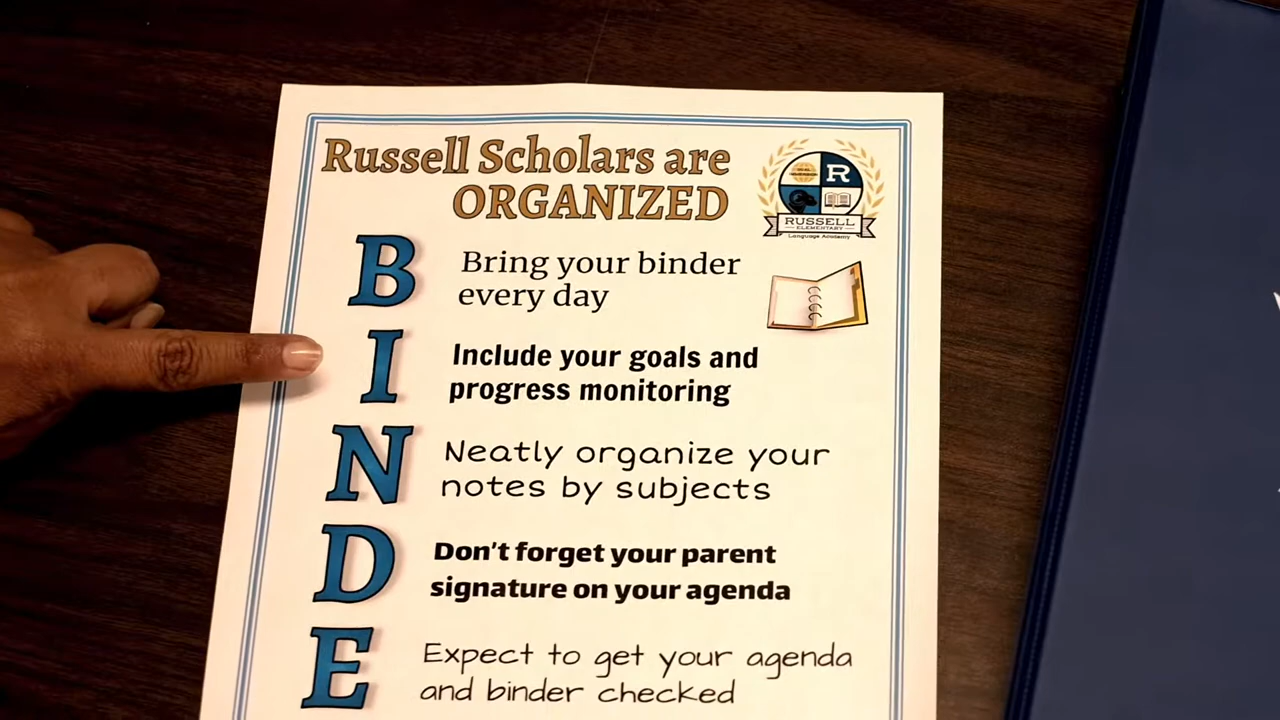 Russell Scholars are
ORGANIZED
R
RUSSELL
ELEMENTARY
Language Academy
B
Bring your binder
every day
I
Include your goals and
progress monitoring
N
Neatly organize your
notes by subjects
D
Don't forget your parent
signature on your agenda
E
Expect to get your agenda
and binder checked